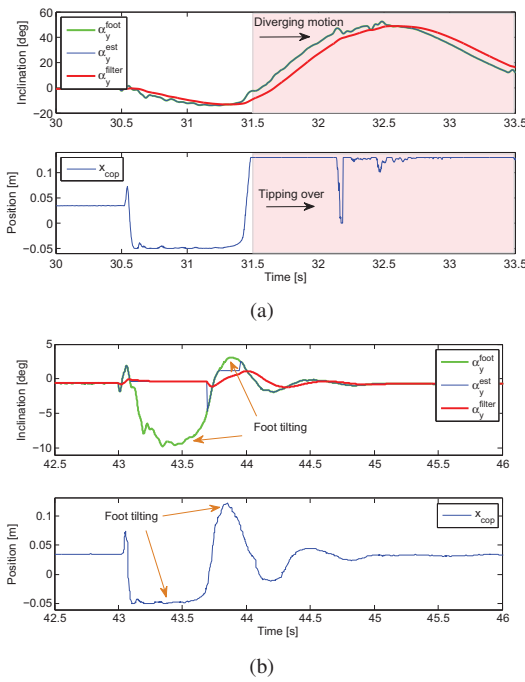 60
40
20
0
−20
Inclination [deg]
α_y^foot
α_y^est
α_y^filter
Diverging motion
30 30.5 31 31.5 32 32.5 33 33.5
0.1
0.05
0
−0.05
Position [m]
x_cop
Tipping over
30 30.5 31 31.5 32 32.5 33 33.5
Time [s]
(a)
5
0
−5
−10
Inclination [deg]
α_y^foot
α_y^est
α_y^filter
Foot tilting
42.5 43 43.5 44 44.5 45 45.5 46
0.1
0.05
0
−0.05
Position [m]
Foot tilting
x_cop
42.5 43 43.5 44 44.5 45 45.5 46
Time [s]
(b)